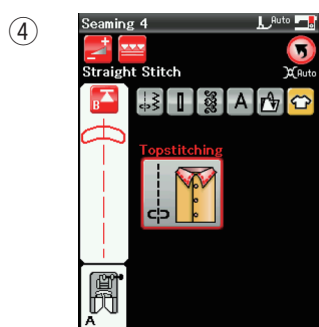 ④
Seaming 4
Auto
Straight Stitch
Auto
B
A
Topstitching
A